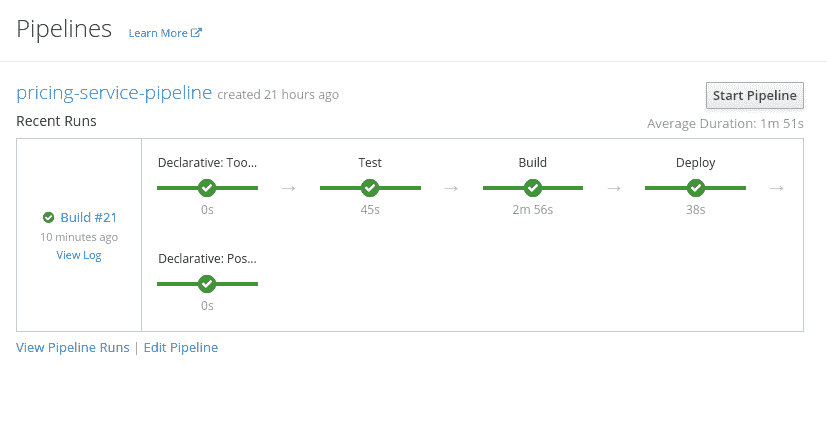 Pipelines Learn More
pricing-service-pipeline created 21 hours ago
Start Pipeline
Recent Runs
Average Duration: 1m 51s
Build #21
10 minutes ago
View Log
Declarative: Too...
0s
→
Test
45s
→
Build
2m 56s
→
Deploy
38s
→
Declarative: Pos...
0s
View Pipeline Runs | Edit Pipeline